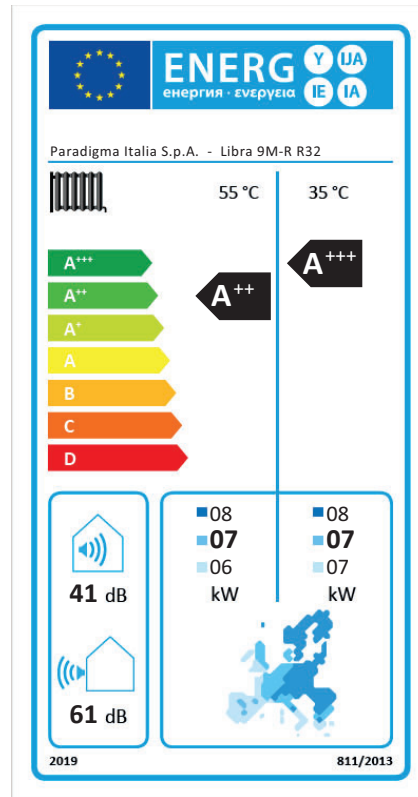 ENERG Y IJA
енергия · ενεργεια IE IA
Paradigma Italia S.p.A. - Libra 9M-R R32
55 °C 35 °C
A+++
A++
A+
A
B
C
D
A++
A+++
41 dB
61 dB
08 08
07 07
06 07
kW kW
2019 811/2013